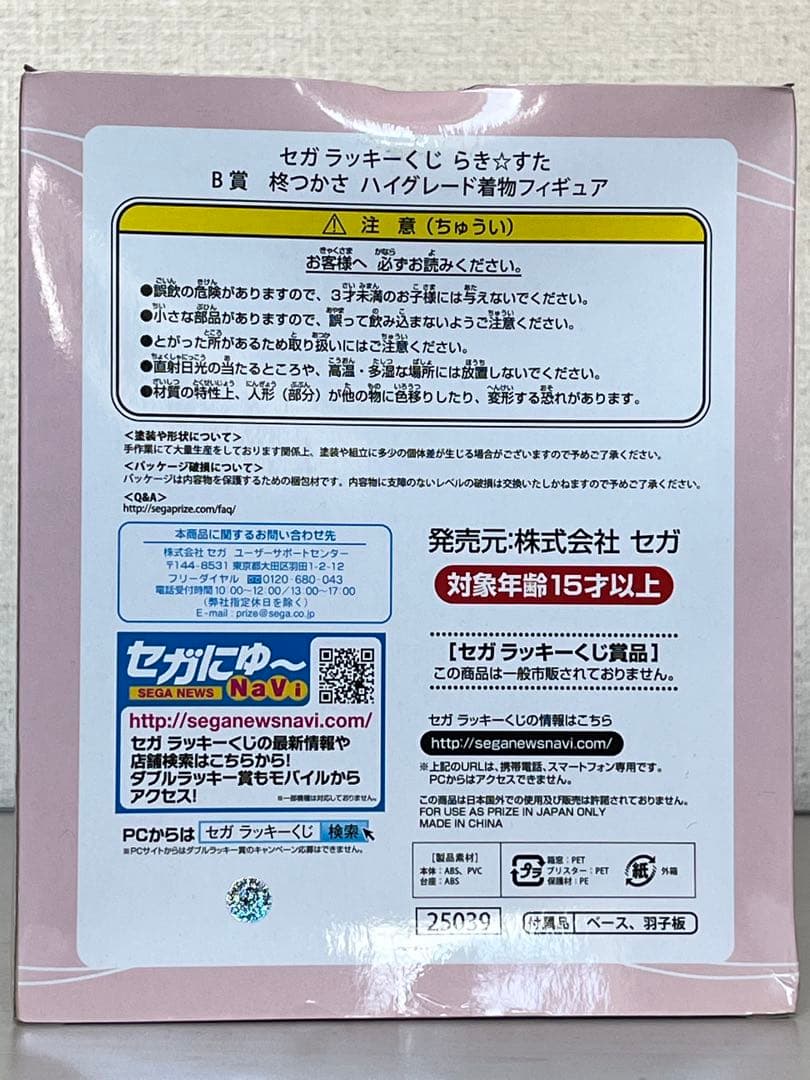 セガ ラッキーくじ らき☆すた
B賞 柊つかさ ハイグレード着物フィギュア
⚠ 注 意（ちゅうい）
お客様へ 必ずお読みください。
●誤飲の危険がありますので、3才未満のお子様には与えないでください。
●小さな部品がありますので、誤って飲み込まないようご注意ください。
●とがった所があるため取り扱いにはご注意ください。
●直射日光の当たるところや、高温・多湿な場所には放置しないでください。
●材質の特性上、人形（部分）が他の物に色移りしたり、変形する恐れがあります。
＜塗装や形状について＞
手作業にて大量生産をしております関係上、塗装や組立に多少の個体差が生じる場合がございますので予めご了承ください。
＜パッケージ破損について＞
パッケージは内容物を保護するための梱包材です。内容物に支障のないレベルの破損は交換いたしかねますので予めご了承ください。
＜Q&A＞
http://segaprize.com/faq/
本商品に関するお問い合わせ先
株式会社 セガ ユーザーサポートセンター
〒144-8531 東京都大田区羽田1-2-12
フリーダイヤル 0120-680-043
電話受付時間 10:00~12:00/13:00~17:00
（弊社指定休日を除く）
E-mail : prize@sega.co.jp
発売元:株式会社 セガ
対象年齢15才以上
セガにゅ～
SEGA NEWS NaVi
http://seganewsnavi.com/
セガ ラッキーくじの最新情報や
店舗検索はこちらから!
ダブルラッキー賞もモバイルから
アクセス!
※一部機種は対応しておりません。
PCからは セガ ラッキーくじ 検索
※PCサイトからはダブルラッキー賞のキャンペーン応募はできません。
［セガ ラッキーくじ賞品］
この商品は一般市販されておりません。
セガ ラッキーくじの情報はこちら
http://seganewsnavi.com/
※上記のURLは、携帯電話、スマートフォン専用です。
PCからはアクセスできません。
この商品は日本国外での使用及び販売は許諾されておりません。
FOR USE AS PRIZE IN JAPAN ONLY
MADE IN CHINA
［製品素材］
本体：ABS、PVC
台座：ABS
プラ
箱窓：PET
ブリスター：PET
保護材：PE
紙 外箱
25039
付属品 ベース、羽子板